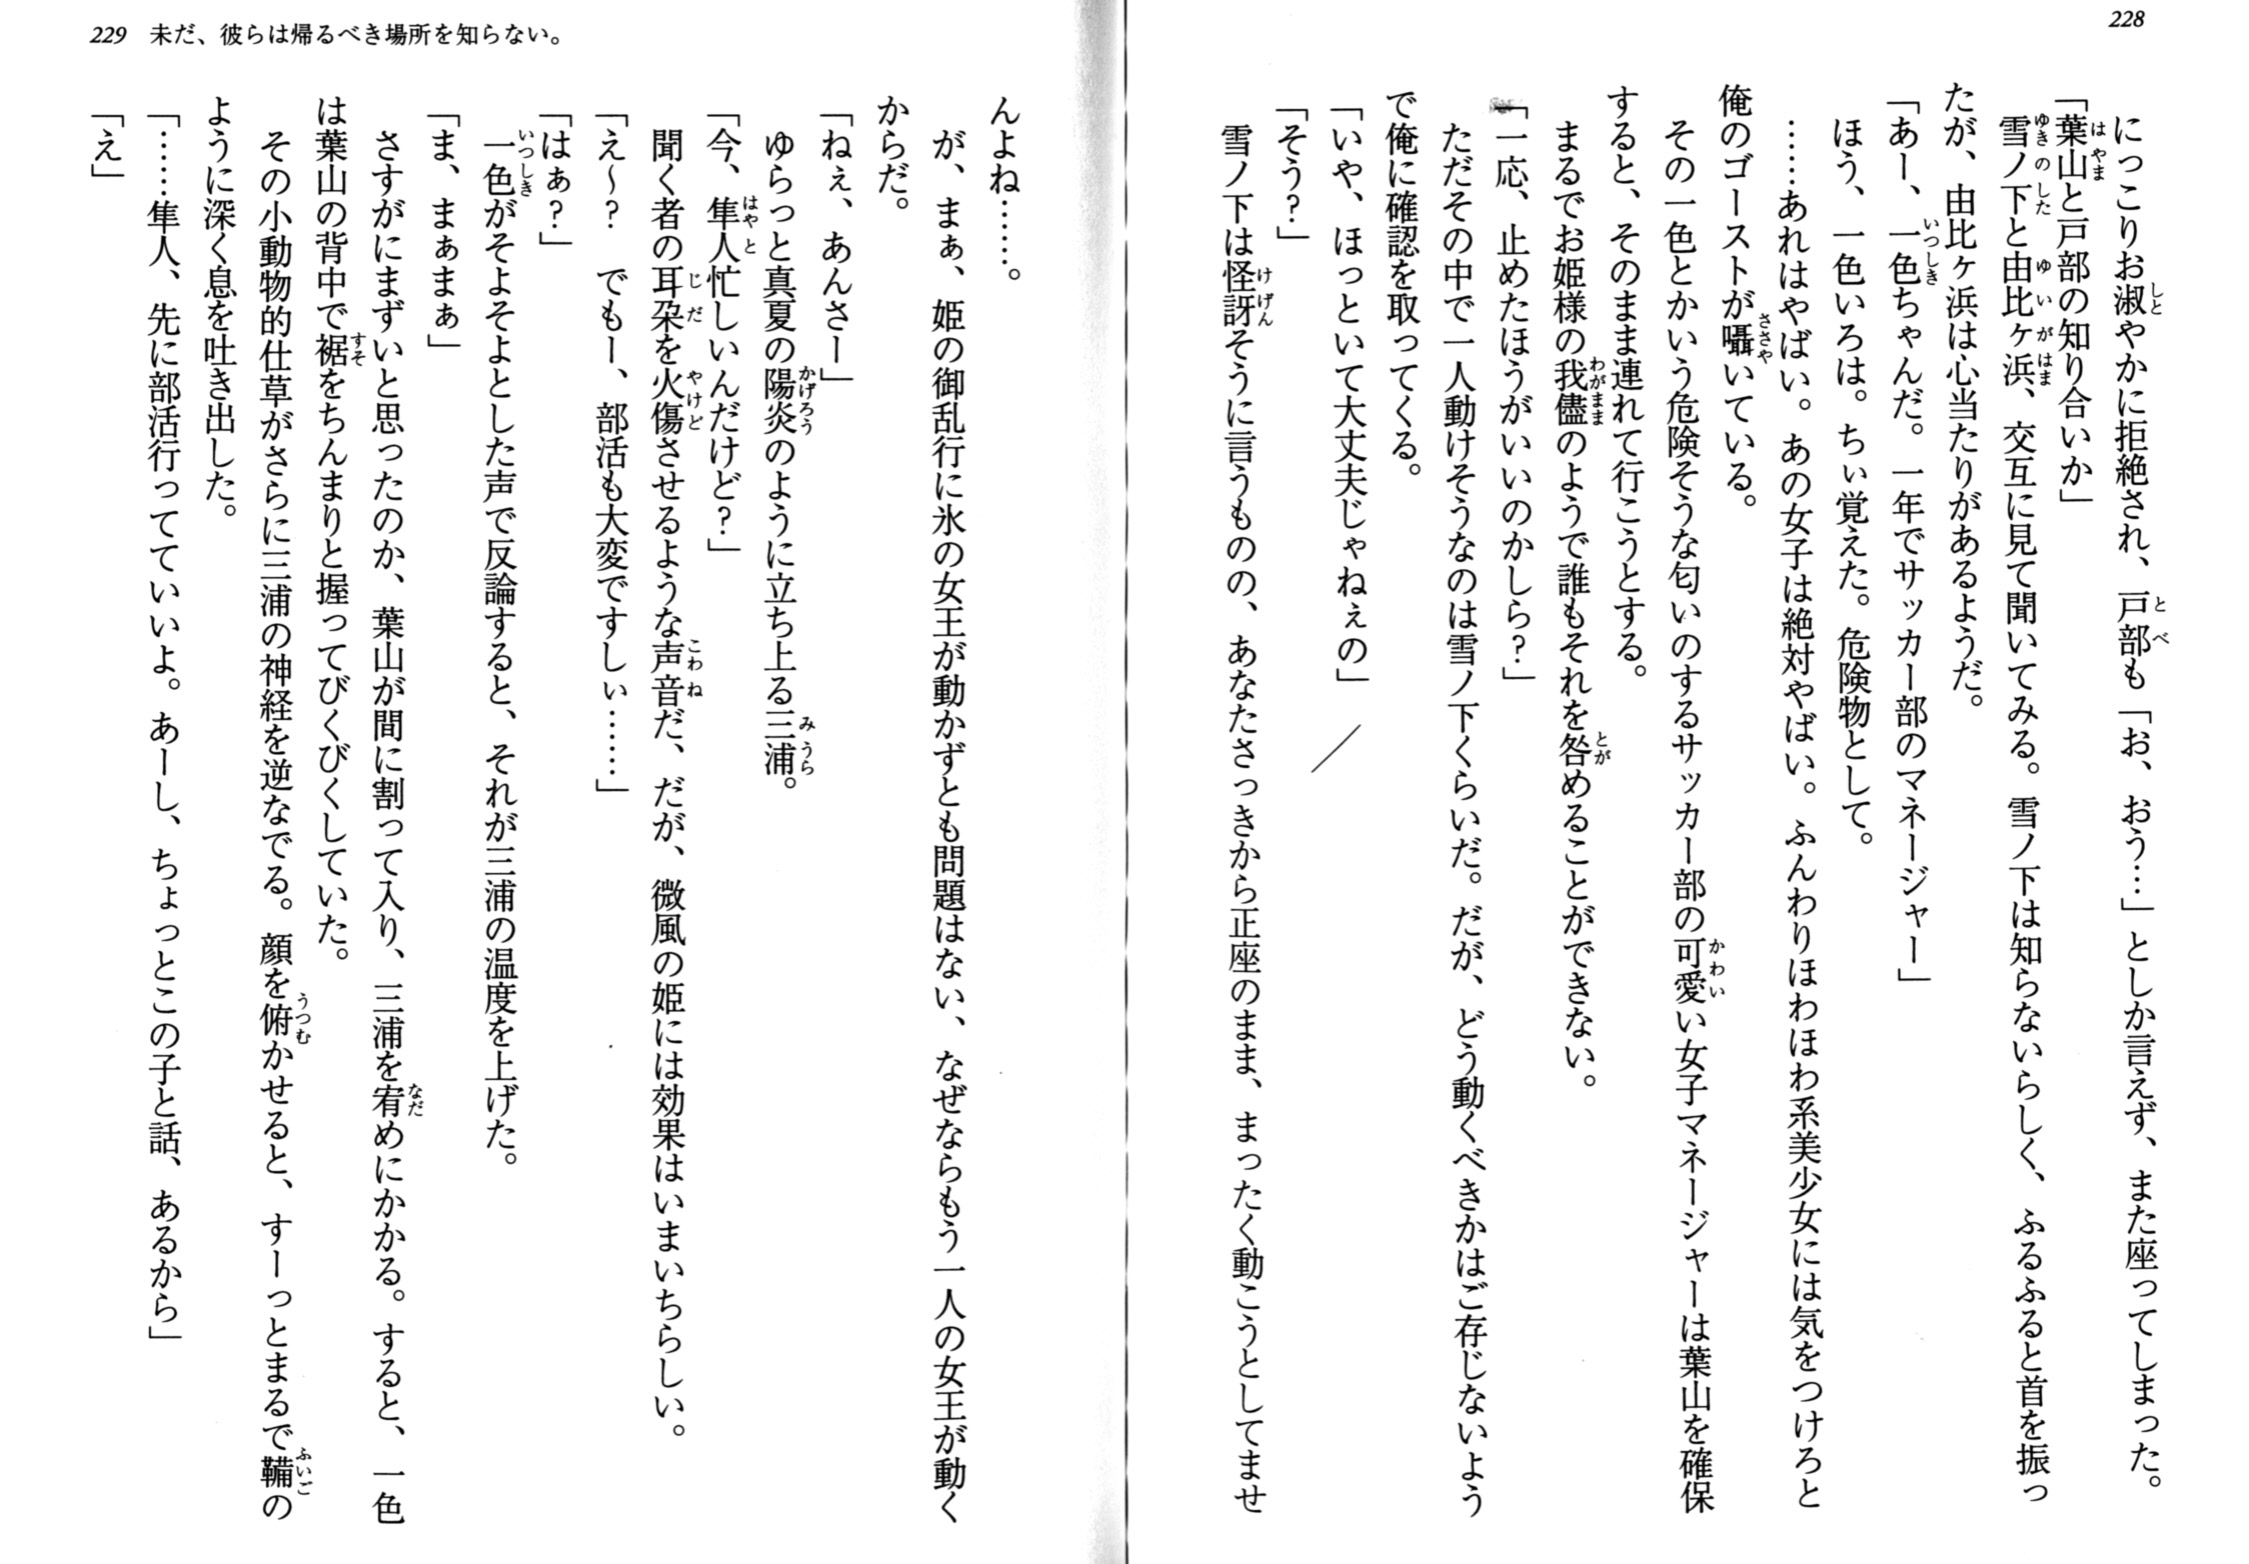 228
にっこりお淑やかに拒絶され、戸部も「お、おう…」としか言えず、また座ってしまった。
「葉山と戸部の知り合いか」
雪ノ下と由比ヶ浜、交互に見て聞いてみる。雪ノ下は知らないらしく、ふるふると首を振っ
たが、由比ヶ浜は心当たりがあるようだ。
「あー、一色ちゃんだ。一年でサッカー部のマネージャー」
ほう、一色いろは。ちぃ覚えた。危険物として。
……あれはやばい。あの女子は絶対やばい。ふんわりほわほわ系美少女には気をつけろと
俺のゴーストが囁いている。
その一色とかいう危険そうな匂いのするサッカー部の可愛い女子マネージャーは葉山を確保
すると、そのまま連れて行こうとする。
まるでお姫様の我儘のようで誰もそれを咎めることができない。
「一応、止めたほうがいいのかしら？」
ただその中で一人動けそうなのは雪ノ下くらいだ。だが、どう動くべきかはご存じないよう
で俺に確認を取ってくる。
「いや、ほっといて大丈夫じゃねぇの」
「そう？」
雪ノ下は怪訝そうに言うものの、あなたさっきから正座のまま、まったく動こうとしてませ
229 未だ、彼らは帰るべき場所を知らない。
んよね……。
が、まぁ、姫の御乱行に氷の女王が動かずとも問題はない、なぜならもう一人の女王が動く
からだ。
「ねぇ、あんさー」
ゆらっと真夏の陽炎のように立ち上る三浦。
「今、隼人忙しいんだけど？」
聞く者の耳朶を火傷させるような声音だ、だが、微風の姫には効果はいまいちらしい。
「え～？　でもー、部活も大変ですしぃ……」
「はぁ？」
一色がそよそよとした声で反論すると、それが三浦の温度を上げた。
「ま、まぁまぁ」
さすがにまずいと思ったのか、葉山が間に割って入り、三浦を宥めにかかる。すると、一色
は葉山の背中で裾をちんまりと握ってびくびくしていた。
その小動物的仕草がさらに三浦の神経を逆なでる。顔を俯かせると、すーっとまるで鞴の
ように深く息を吐き出した。
「……隼人、先に部活行ってていいよ。あーし、ちょっとこの子と話、あるから」
「え」